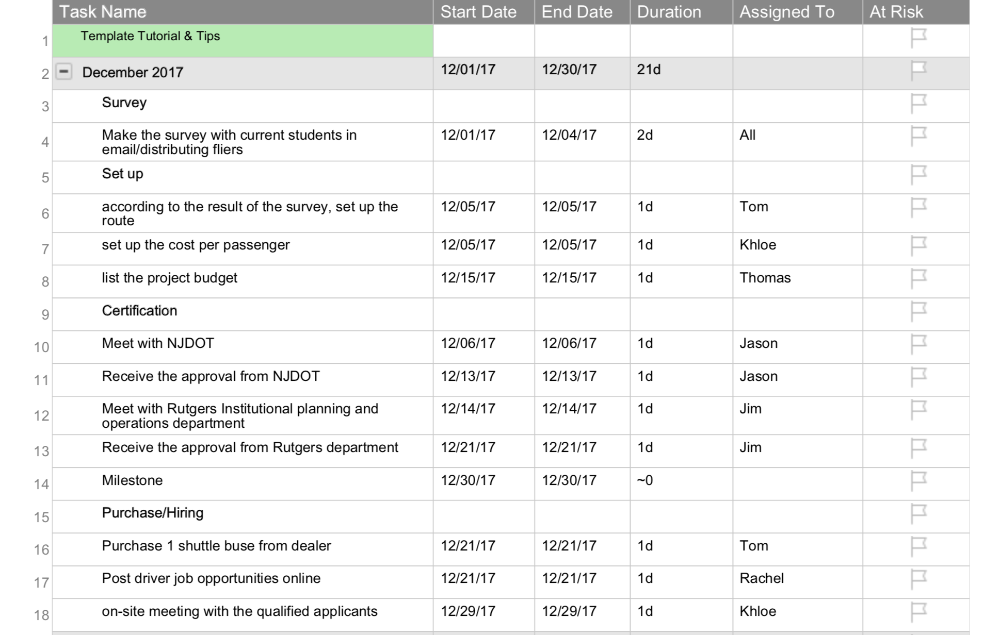 Task Name Start Date End Date Duration Assigned To At Risk
1 Template Tutorial & Tips
2 December 2017 12/01/17 12/30/17 21d
3 Survey
4 Make the survey with current students in 12/01/17 12/04/17 2d All
email/distributing fliers
5 Set up
6 according to the result of the survey, set up the 12/05/17 12/05/17 1d Tom
route
7 set up the cost per passenger 12/05/17 12/05/17 1d Khloe
8 list the project budget 12/15/17 12/15/17 1d Thomas
9 Certification
10 Meet with NJDOT 12/06/17 12/06/17 1d Jason
11 Receive the approval from NJDOT 12/13/17 12/13/17 1d Jason
12 Meet with Rutgers Institutional planning and 12/14/17 12/14/17 1d Jim
operations department
13 Receive the approval from Rutgers department 12/21/17 12/21/17 1d Jim
14 Milestone 12/30/17 12/30/17 ~0
15 Purchase/Hiring
16 Purchase 1 shuttle buse from dealer 12/21/17 12/21/17 1d Tom
17 Post driver job opportunities online 12/21/17 12/21/17 1d Rachel
18 on-site meeting with the qualified applicants 12/29/17 12/29/17 1d Khloe